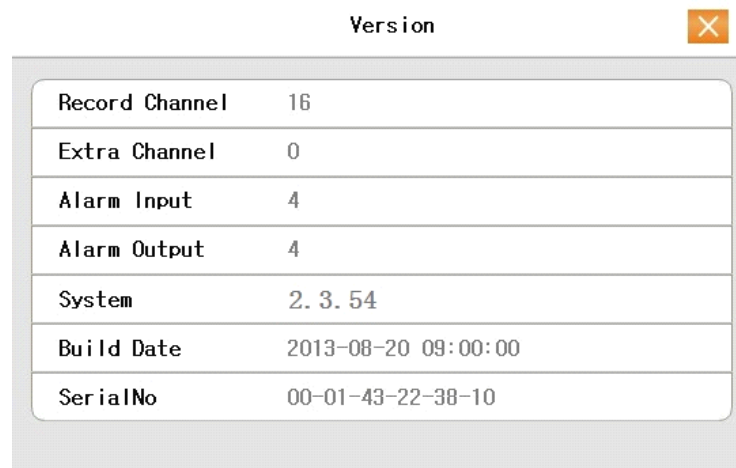 Version
Record Channel 16
Extra Channel 0
Alarm Input 4
Alarm Output 4
System 2.3.54
Build Date 2013-08-20 09:00:00
SerialNo 00-01-43-22-38-10